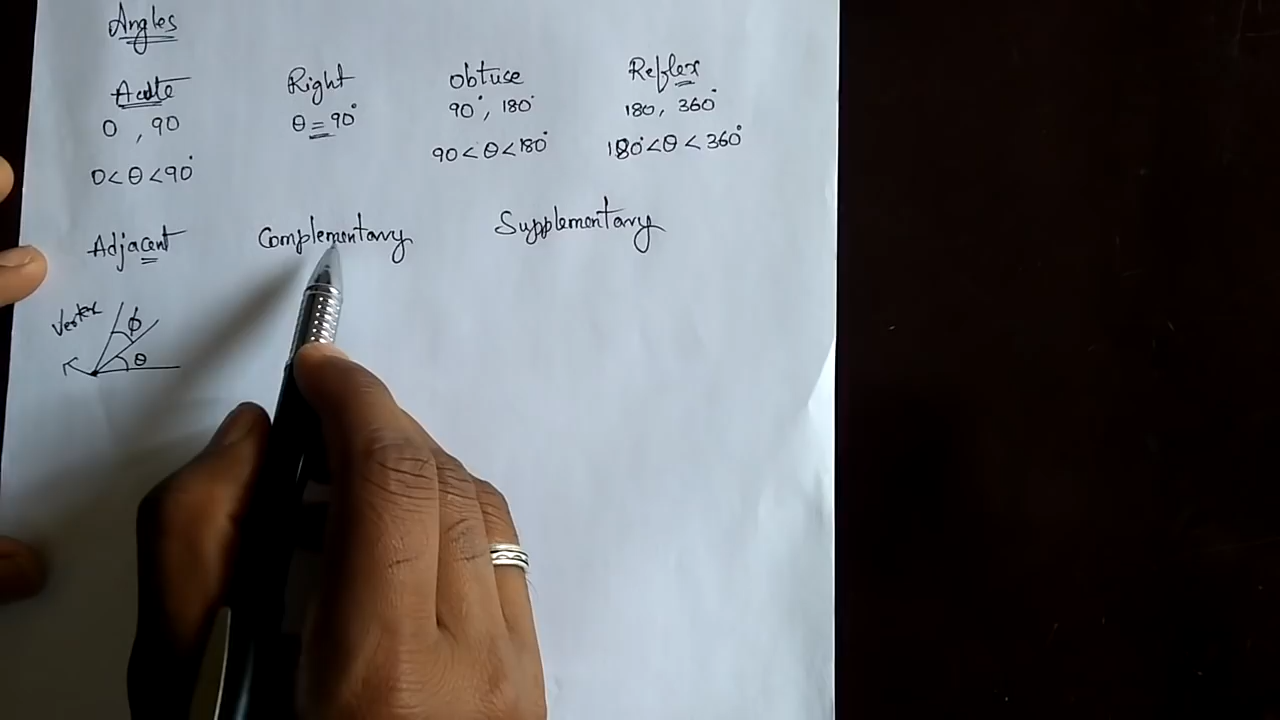 Angles
Acute Right Obtuse Reflex
0 , 90 θ = 90° 90°, 180° 180, 360°
0 < θ < 90° 90 < θ < 180° 180° < θ < 360°
Adjacent Complementary Supplementary
Vertex
ϕ
θ